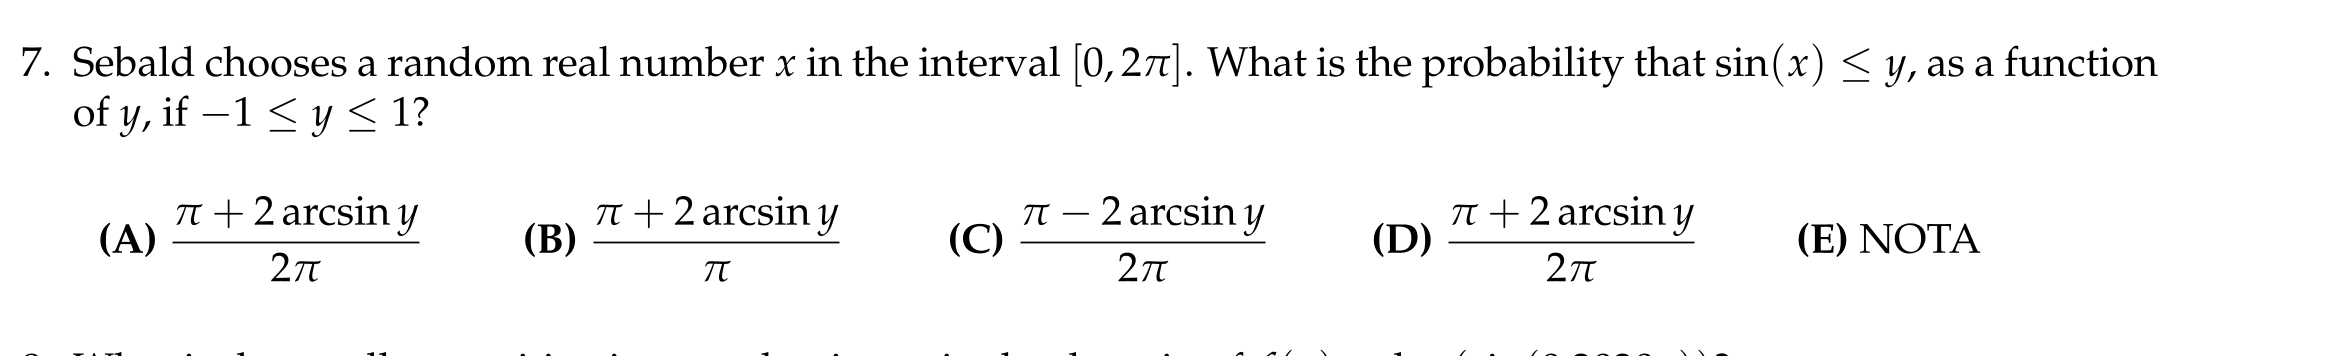 7. Sebald chooses a random real number x in the interval [0, 2π]. What is the probability that sin(x) ≤ y, as a function
of y, if −1 ≤ y ≤ 1?
(A) (π + 2 arcsin y)/(2π) (B) (π + 2 arcsin y)/π (C) (π − 2 arcsin y)/(2π) (D) (π + 2 arcsin y)/(2π) (E) NOTA